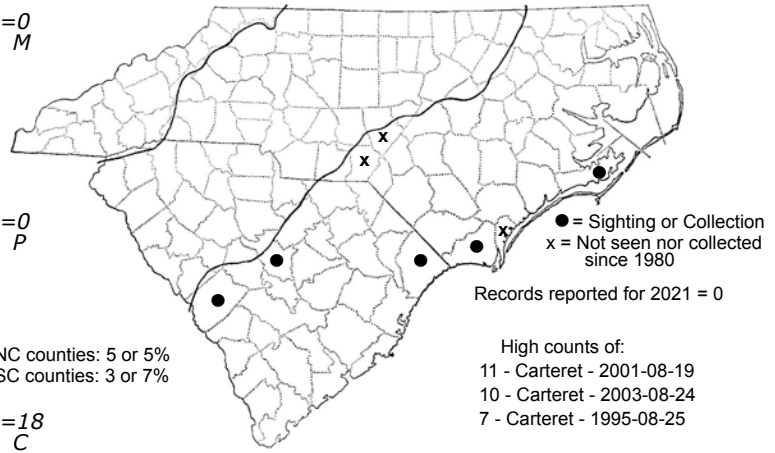 =0
M
=0
P
x
x
x
● = Sighting or Collection
x = Not seen nor collected
since 1980
Records reported for 2021 = 0
NC counties: 5 or 5%
SC counties: 3 or 7%
High counts of:
11 - Carteret - 2001-08-19
10 - Carteret - 2003-08-24
7 - Carteret - 1995-08-25
=18
C